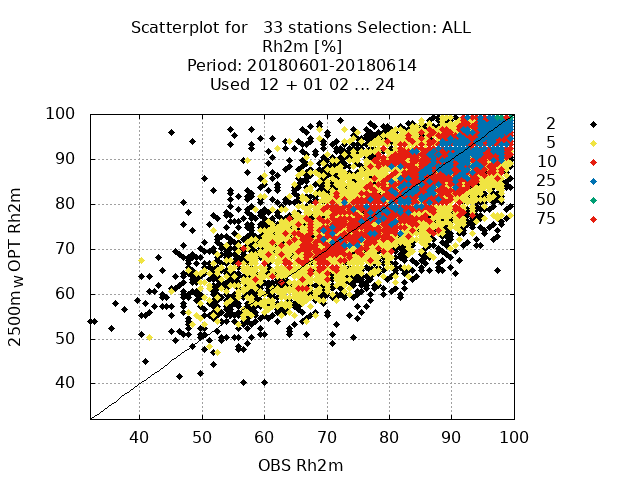 Scatterplot for   33 stations Selection: ALL
Rh2m [%]
Period: 20180601-20180614
Used  12 + 01 02 ... 24
100
90
80
70
60
50
40
40 50 60 70 80 90 100
2500m_WOPT Rh2m
OBS Rh2m
2
5
10
25
50
75